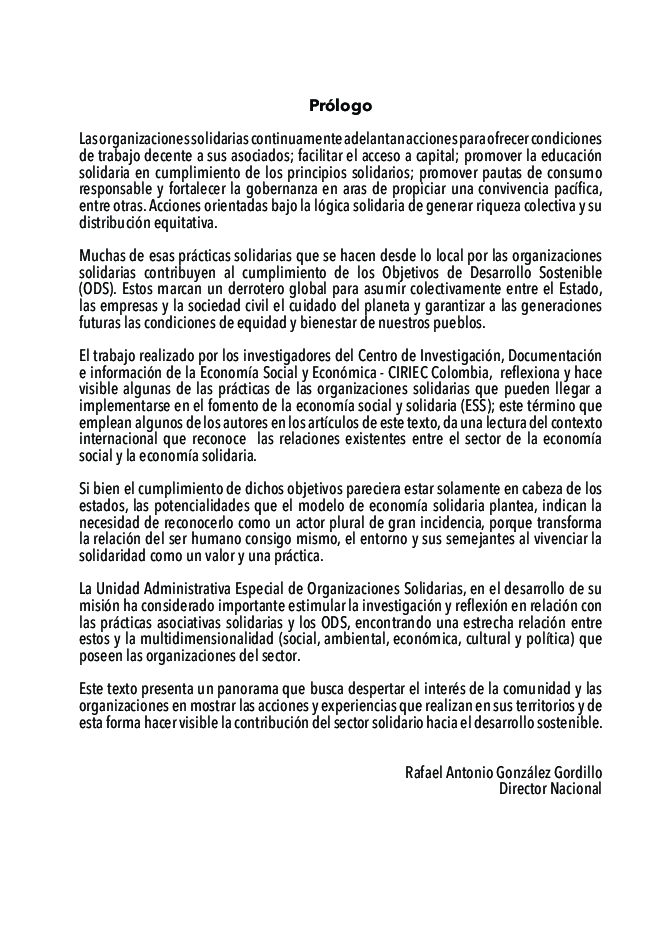 Prólogo
Las organizaciones solidarias continuamente adelantan acciones para ofrecer condiciones
de trabajo decente a sus asociados; facilitar el acceso a capital; promover la educación
solidaria en cumplimiento de los principios solidarios; promover pautas de consumo
responsable y fortalecer la gobernanza en aras de propiciar una convivencia pacífica,
entre otras. Acciones orientadas bajo la lógica solidaria de generar riqueza colectiva y su
distribución equitativa.
Muchas de esas prácticas solidarias que se hacen desde lo local por las organizaciones
solidarias contribuyen al cumplimiento de los Objetivos de Desarrollo Sostenible
(ODS). Estos marcan un derrotero global para asumir colectivamente entre el Estado,
las empresas y la sociedad civil el cuidado del planeta y garantizar a las generaciones
futuras las condiciones de equidad y bienestar de nuestros pueblos.
El trabajo realizado por los investigadores del Centro de Investigación, Documentación
e información de la Economía Social y Económica - CIRIEC Colombia, reflexiona y hace
visible algunas de las prácticas de las organizaciones solidarias que pueden llegar a
implementarse en el fomento de la economía social y solidaria (ESS); este término que
emplean algunos de los autores en los artículos de este texto, da una lectura del contexto
internacional que reconoce las relaciones existentes entre el sector de la economía
social y la economía solidaria.
Si bien el cumplimiento de dichos objetivos pareciera estar solamente en cabeza de los
estados, las potencialidades que el modelo de economía solidaria plantea, indican la
necesidad de reconocerlo como un actor plural de gran incidencia, porque transforma
la relación del ser humano consigo mismo, el entorno y sus semejantes al vivenciar la
solidaridad como un valor y una práctica.
La Unidad Administrativa Especial de Organizaciones Solidarias, en el desarrollo de su
misión ha considerado importante estimular la investigación y reflexión en relación con
las prácticas asociativas solidarias y los ODS, encontrando una estrecha relación entre
estos y la multidimensionalidad (social, ambiental, económica, cultural y política) que
poseen las organizaciones del sector.
Este texto presenta un panorama que busca despertar el interés de la comunidad y las
organizaciones en mostrar las acciones y experiencias que realizan en sus territorios y de
esta forma hacer visible la contribución del sector solidario hacia el desarrollo sostenible.
Rafael Antonio González Gordillo
Director Nacional